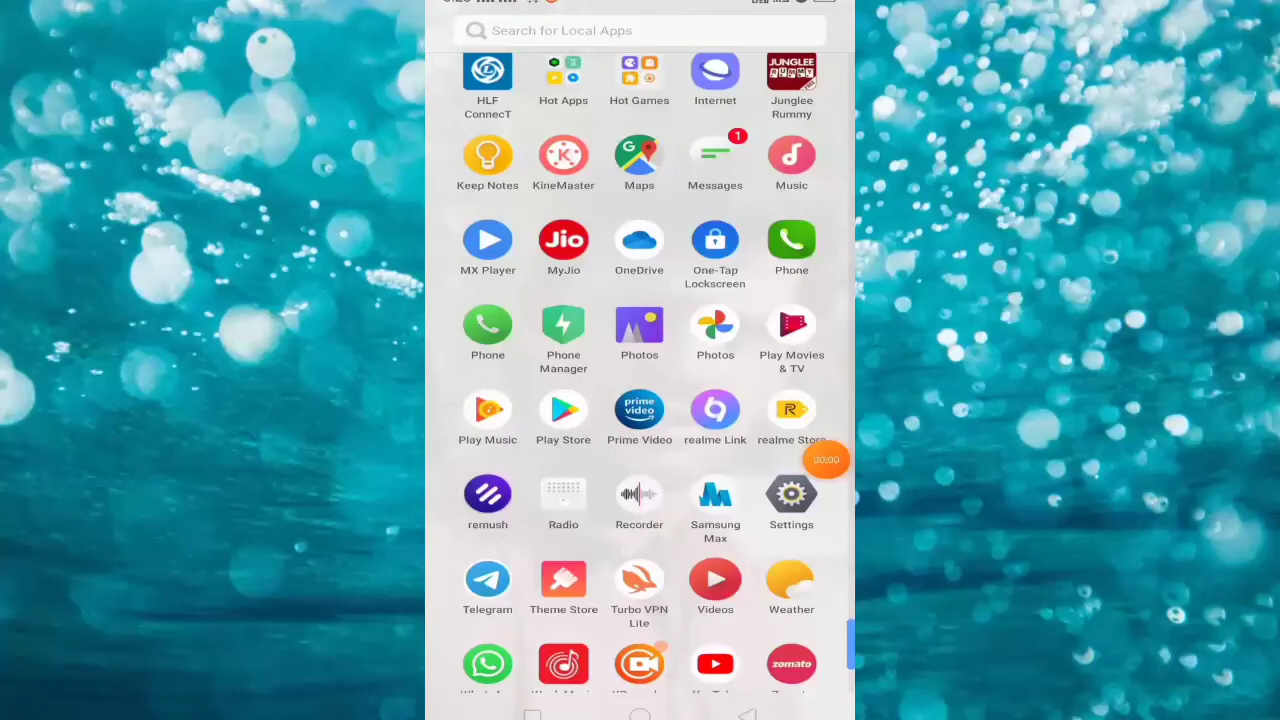 Search for Local Apps
HLF Hot Apps Hot Games Internet Junglee
ConnecT Rummy
JUNGLEE
RUMMY
Keep Notes KineMaster Maps Messages Music
G
K
1
Jio
MX Player MyJio OneDrive One-Tap Phone
Lockscreen
Phone Phone Photos Photos Play Movies
Manager & TV
prime
video
R
Play Music Play Store Prime Video realme Link realme Store
00:00
remush Radio Recorder Samsung Settings
Max
Telegram Theme Store Turbo VPN Videos Weather
Lite
zomato